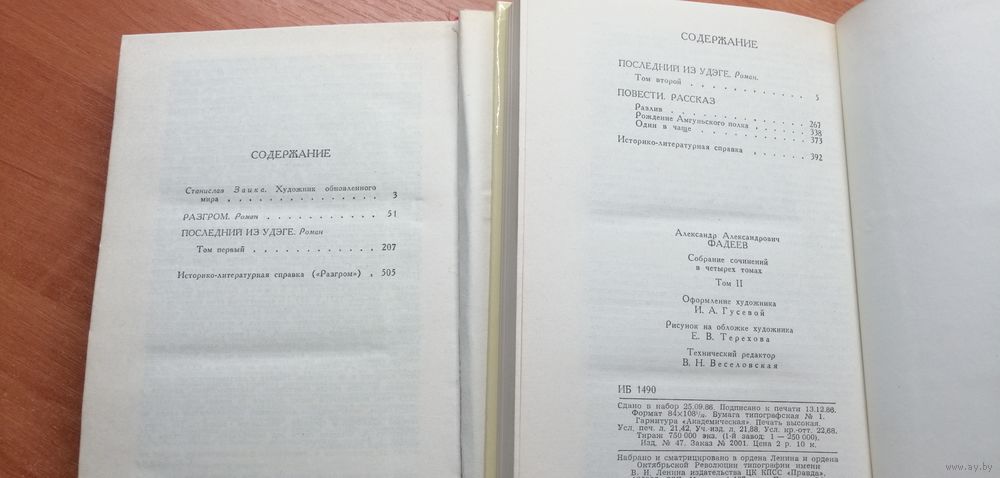 СОДЕРЖАНИЕ
Станислав Заика. Художник обновленного
мира . . . . . . . . . . . . . . . 3
РАЗГРОМ. Роман . . . . . . . . . . . 51
ПОСЛЕДНИЙ ИЗ УДЭГЕ. Роман
Том первый . . . . . . . . . . . . 207
Историко-литературная справка («Разгром») . 505
СОДЕРЖАНИЕ
ПОСЛЕДНИЙ ИЗ УДЭГЕ. Роман.
Том второй . . . . . . . . . . . . 5
ПОВЕСТИ. РАССКАЗ
Разлив . . . . . . . . . . . . . 267
Рождение Амгуньского полка . . . . . 338
Один в чаще . . . . . . . . . . 373
Историко-литературная справка . . . . . . 392
Александр Александрович
ФАДЕЕВ
Собрание сочинений
в четырех томах
Том II
Оформление художника
И. А. Гусевой
Рисунок на обложке художника
Е. В. Терехова
Технический редактор
В. Н. Веселовская
ИБ 1490
Сдано в набор 25.09.86. Подписано к печати 13.12.86.
Формат 84×108¹/₃₂. Бумага типографская № 1.
Гарнитура «Академическая». Печать высокая.
Усл. печ. л. 21,42. Уч.-изд. л. 21,88. Усл. кр.-отт. 22,68.
Тираж 750 000 экз. (1-й завод: 1 — 250 000).
Изд. № 47. Заказ № 2001. Цена 2 р. 10 к.
Набрано и сматрицировано в ордена Ленина и ордена
Октябрьской Революции типографии имени
В. И. Ленина издательства ЦК КПСС «Правда».
www.ay.by